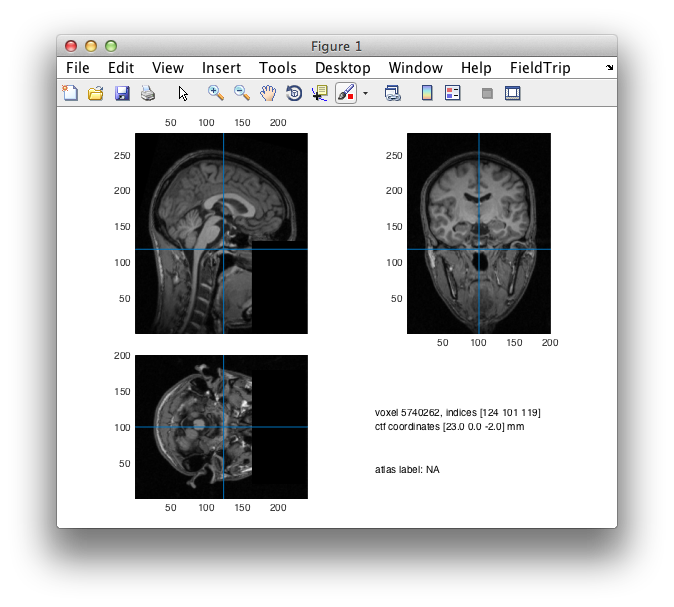 Figure 1
File Edit View Insert Tools Desktop Window Help FieldTrip
50 100 150 200
250
200
150
100
50
250
200
150
100
50
50 100 150 200
200
150
100
50
50 100 150 200
voxel 5740262, indices [124 101 119]
ctf coordinates [23.0 0.0 -2.0] mm
atlas label: NA